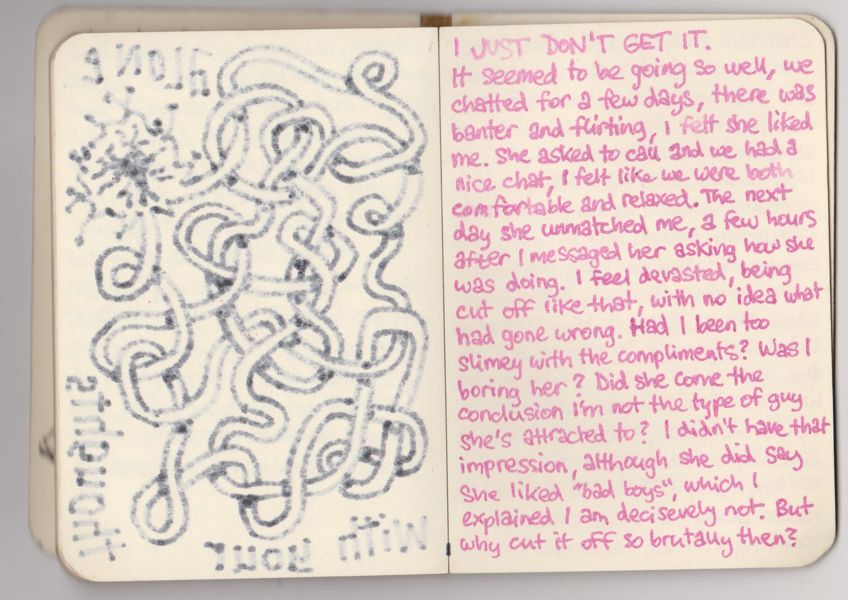 ALONE
With your
thoughts
I JUST DON'T GET IT.
It seemed to be going so well, we
chatted for a few days, there was
banter and flirting, I felt she liked
me. She asked to call and we had a
nice chat, I felt like we were both
comfortable and relaxed. The next
day she unmatched me, a few hours
after I messaged her asking how she
was doing. I feel devasted, being
cut off like that, with no idea what
had gone wrong. Had I been too
slimey with the compliments? Was I
boring her? Did she come the
conclusion I'm not the type of guy
she's attracted to? I didn't have that
impression, although she did say
she liked "bad boys", which I
explained I am decisevely not. But
why cut it off so brutally then?